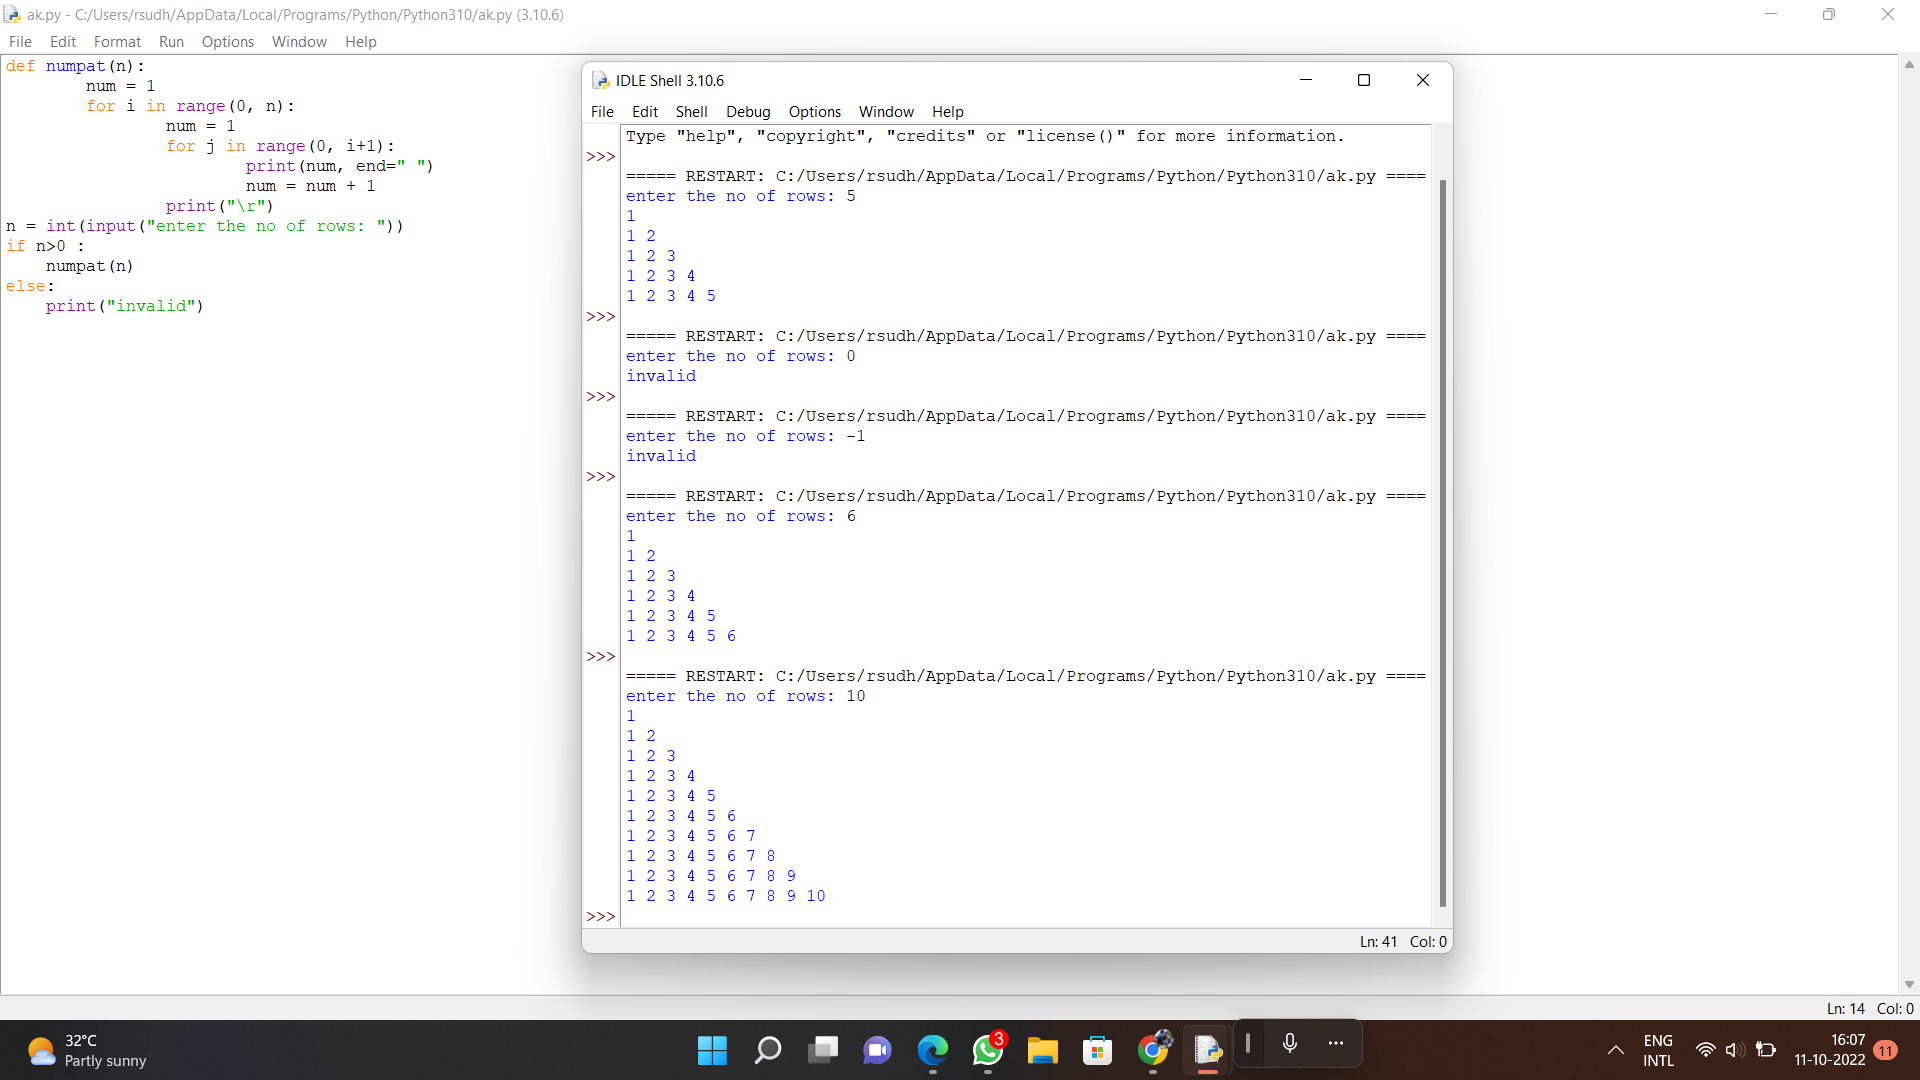 ak.py - C:/Users/rsudh/AppData/Local/Programs/Python/Python310/ak.py (3.10.6)
File Edit Format Run Options Window Help
def numpat(n):
        num = 1
        for i in range(0, n):
                num = 1
                for j in range(0, i+1):
                        print(num, end=" ")
                        num = num + 1
                print("\r")
n = int(input("enter the no of rows: "))
if n>0 :
    numpat(n)
else:
    print("invalid")
IDLE Shell 3.10.6
File Edit Shell Debug Options Window Help
Type "help", "copyright", "credits" or "license()" for more information.
>>>
===== RESTART: C:/Users/rsudh/AppData/Local/Programs/Python/Python310/ak.py ====
enter the no of rows: 5
1
1 2
1 2 3
1 2 3 4
1 2 3 4 5
>>>
===== RESTART: C:/Users/rsudh/AppData/Local/Programs/Python/Python310/ak.py ====
enter the no of rows: 0
invalid
>>>
===== RESTART: C:/Users/rsudh/AppData/Local/Programs/Python/Python310/ak.py ====
enter the no of rows: -1
invalid
>>>
===== RESTART: C:/Users/rsudh/AppData/Local/Programs/Python/Python310/ak.py ====
enter the no of rows: 6
1
1 2
1 2 3
1 2 3 4
1 2 3 4 5
1 2 3 4 5 6
>>>
===== RESTART: C:/Users/rsudh/AppData/Local/Programs/Python/Python310/ak.py ====
enter the no of rows: 10
1
1 2
1 2 3
1 2 3 4
1 2 3 4 5
1 2 3 4 5 6
1 2 3 4 5 6 7
1 2 3 4 5 6 7 8
1 2 3 4 5 6 7 8 9
1 2 3 4 5 6 7 8 9 10
>>>
Ln: 41 Col: 0
Ln: 14 Col: 0
32°C
Partly sunny
3
ENG
INTL
16:07
11-10-2022
11